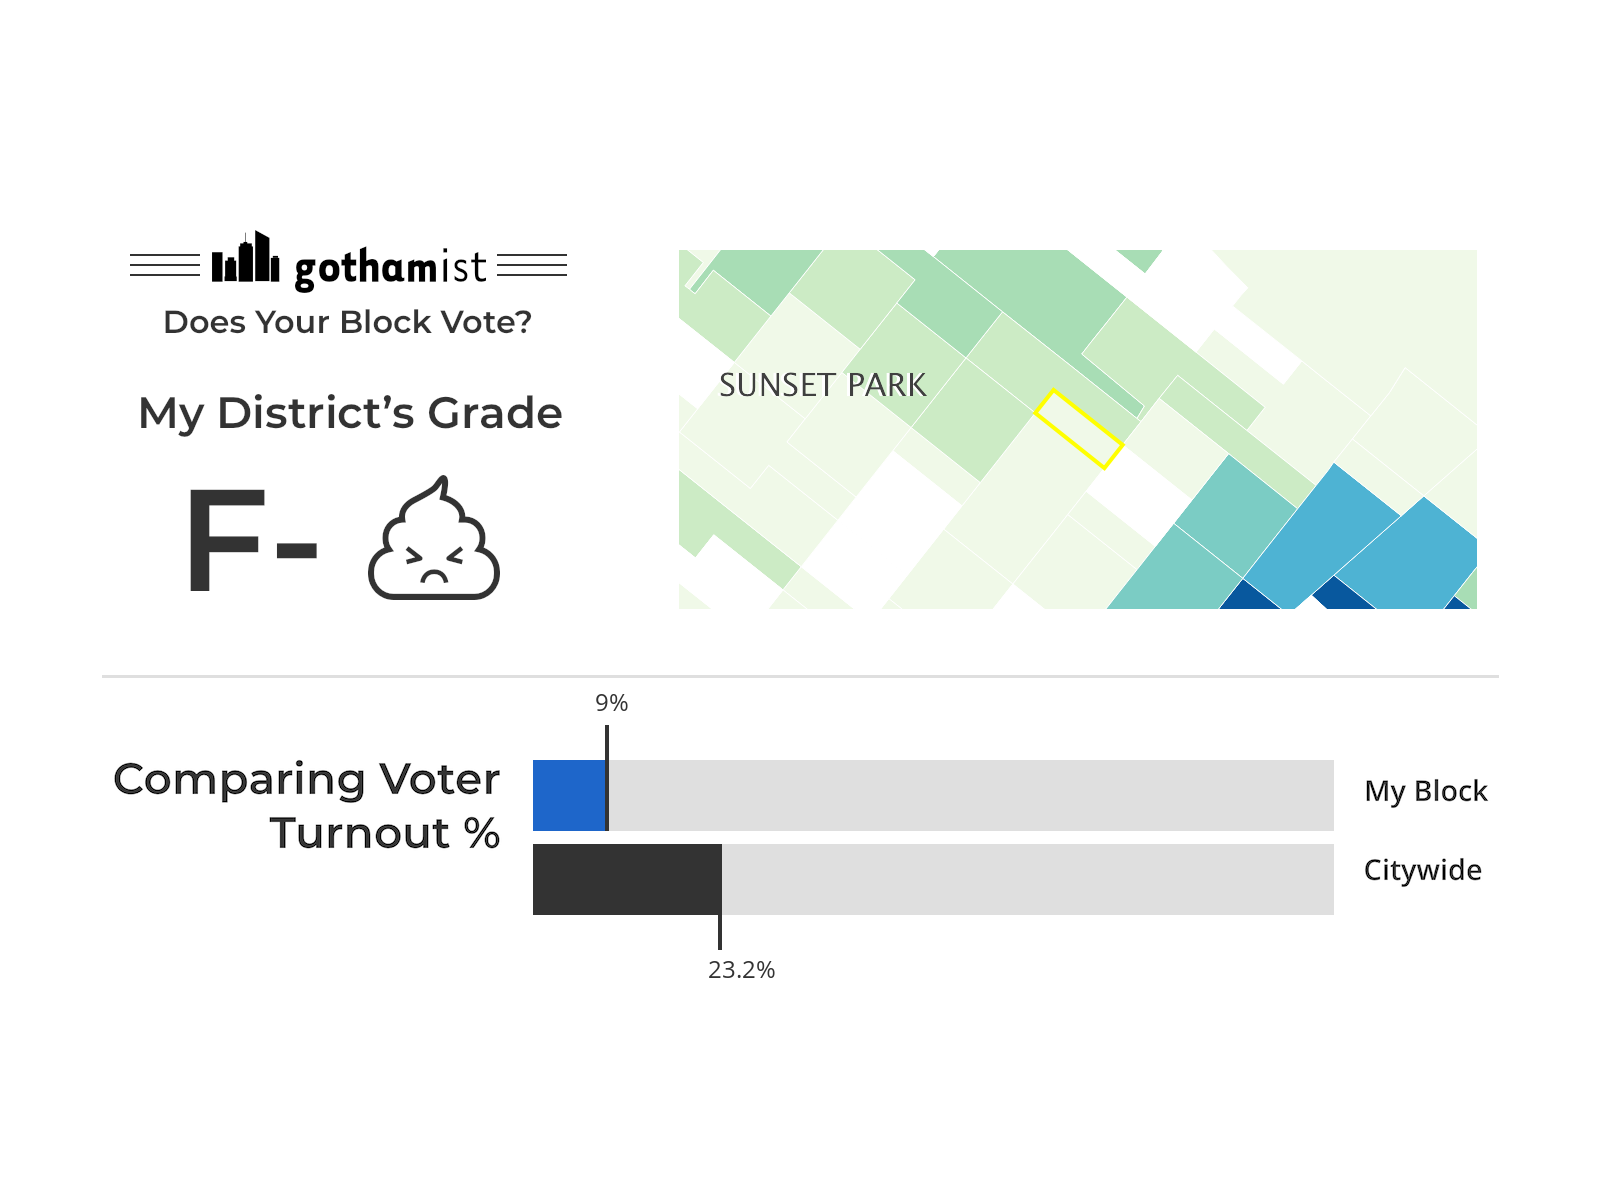 gothamist
Does Your Block Vote?
My District’s Grade
F-
SUNSET PARK
Comparing Voter
Turnout %
9%
My Block
Citywide
23.2%